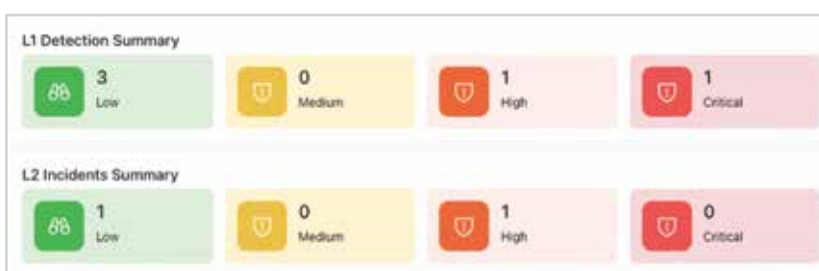 L1 Detection Summary
3 0 1 1
Low Medium High Critical
L2 Incidents Summary
1 0 1 0
Low Medium High Critical